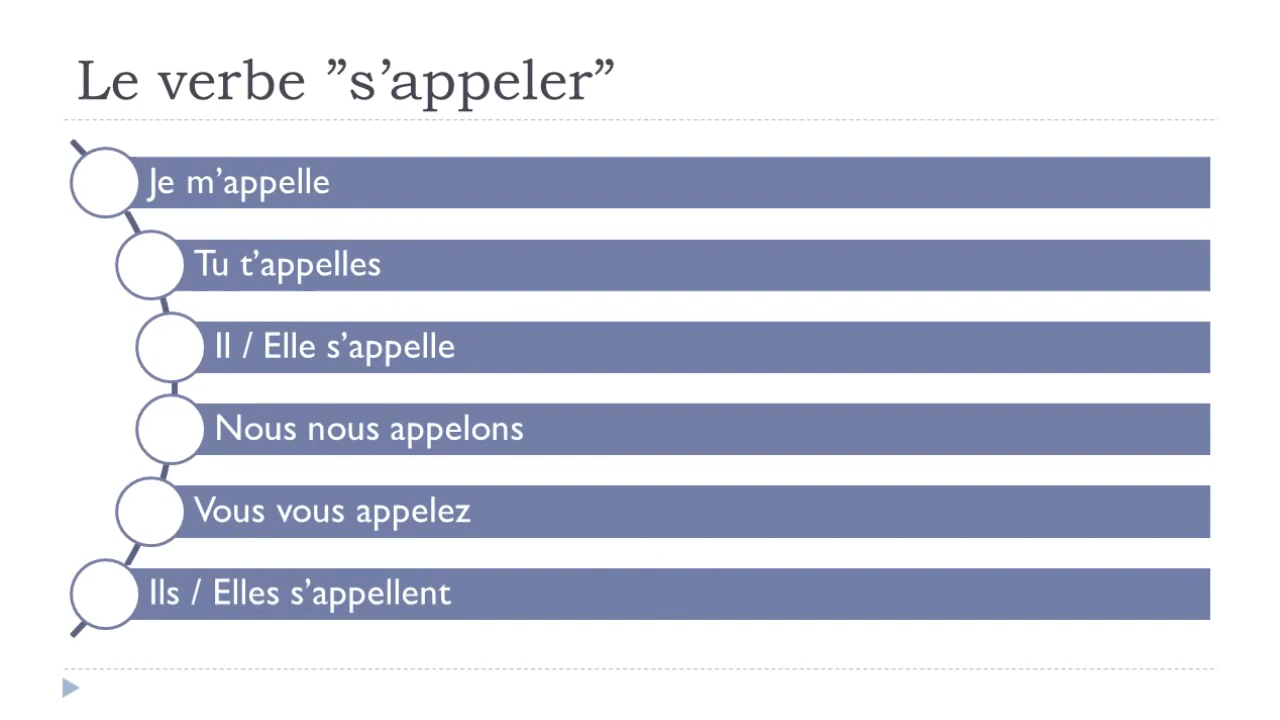 Le verbe ”s’appeler”
Je m’appelle
Tu t’appelles
Il / Elle s’appelle
Nous nous appelons
Vous vous appelez
Ils / Elles s’appellent